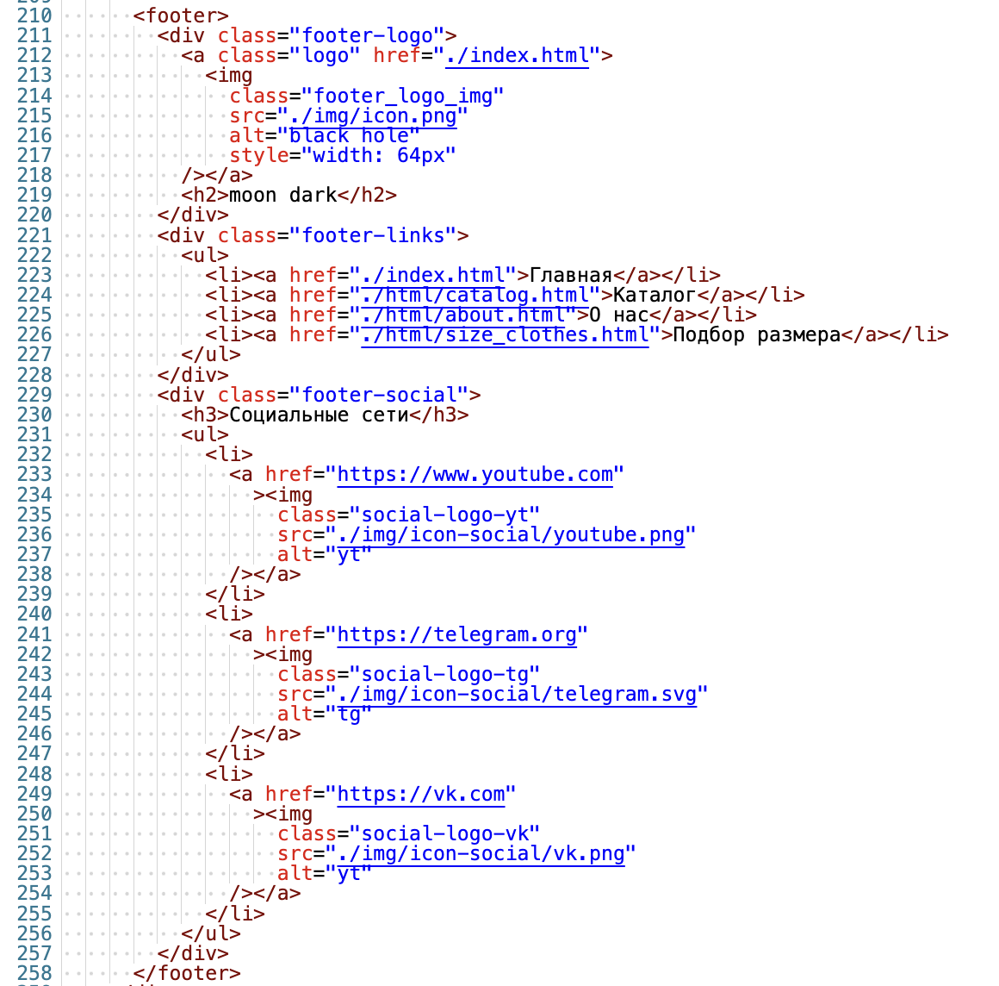 210 <footer>
211 <div class="footer-logo">
212 <a class="logo" href="./index.html">
213 <img
214 class="footer_logo_img"
215 src="./img/icon.png"
216 alt="black hole"
217 style="width: 64px"
218 /></a>
219 <h2>moon dark</h2>
220 </div>
221 <div class="footer-links">
222 <ul>
223 <li><a href="./index.html">Главная</a></li>
224 <li><a href="./html/catalog.html">Каталог</a></li>
225 <li><a href="./html/about.html">О нас</a></li>
226 <li><a href="./html/size_clothes.html">Подбор размера</a></li>
227 </ul>
228 </div>
229 <div class="footer-social">
230 <h3>Социальные сети</h3>
231 <ul>
232 <li>
233 <a href="https://www.youtube.com"
234 ><img
235 class="social-logo-yt"
236 src="./img/icon-social/youtube.png"
237 alt="yt"
238 /></a>
239 </li>
240 <li>
241 <a href="https://telegram.org"
242 ><img
243 class="social-logo-tg"
244 src="./img/icon-social/telegram.svg"
245 alt="tg"
246 /></a>
247 </li>
248 <li>
249 <a href="https://vk.com"
250 ><img
251 class="social-logo-vk"
252 src="./img/icon-social/vk.png"
253 alt="yt"
254 /></a>
255 </li>
256 </ul>
257 </div>
258 </footer>